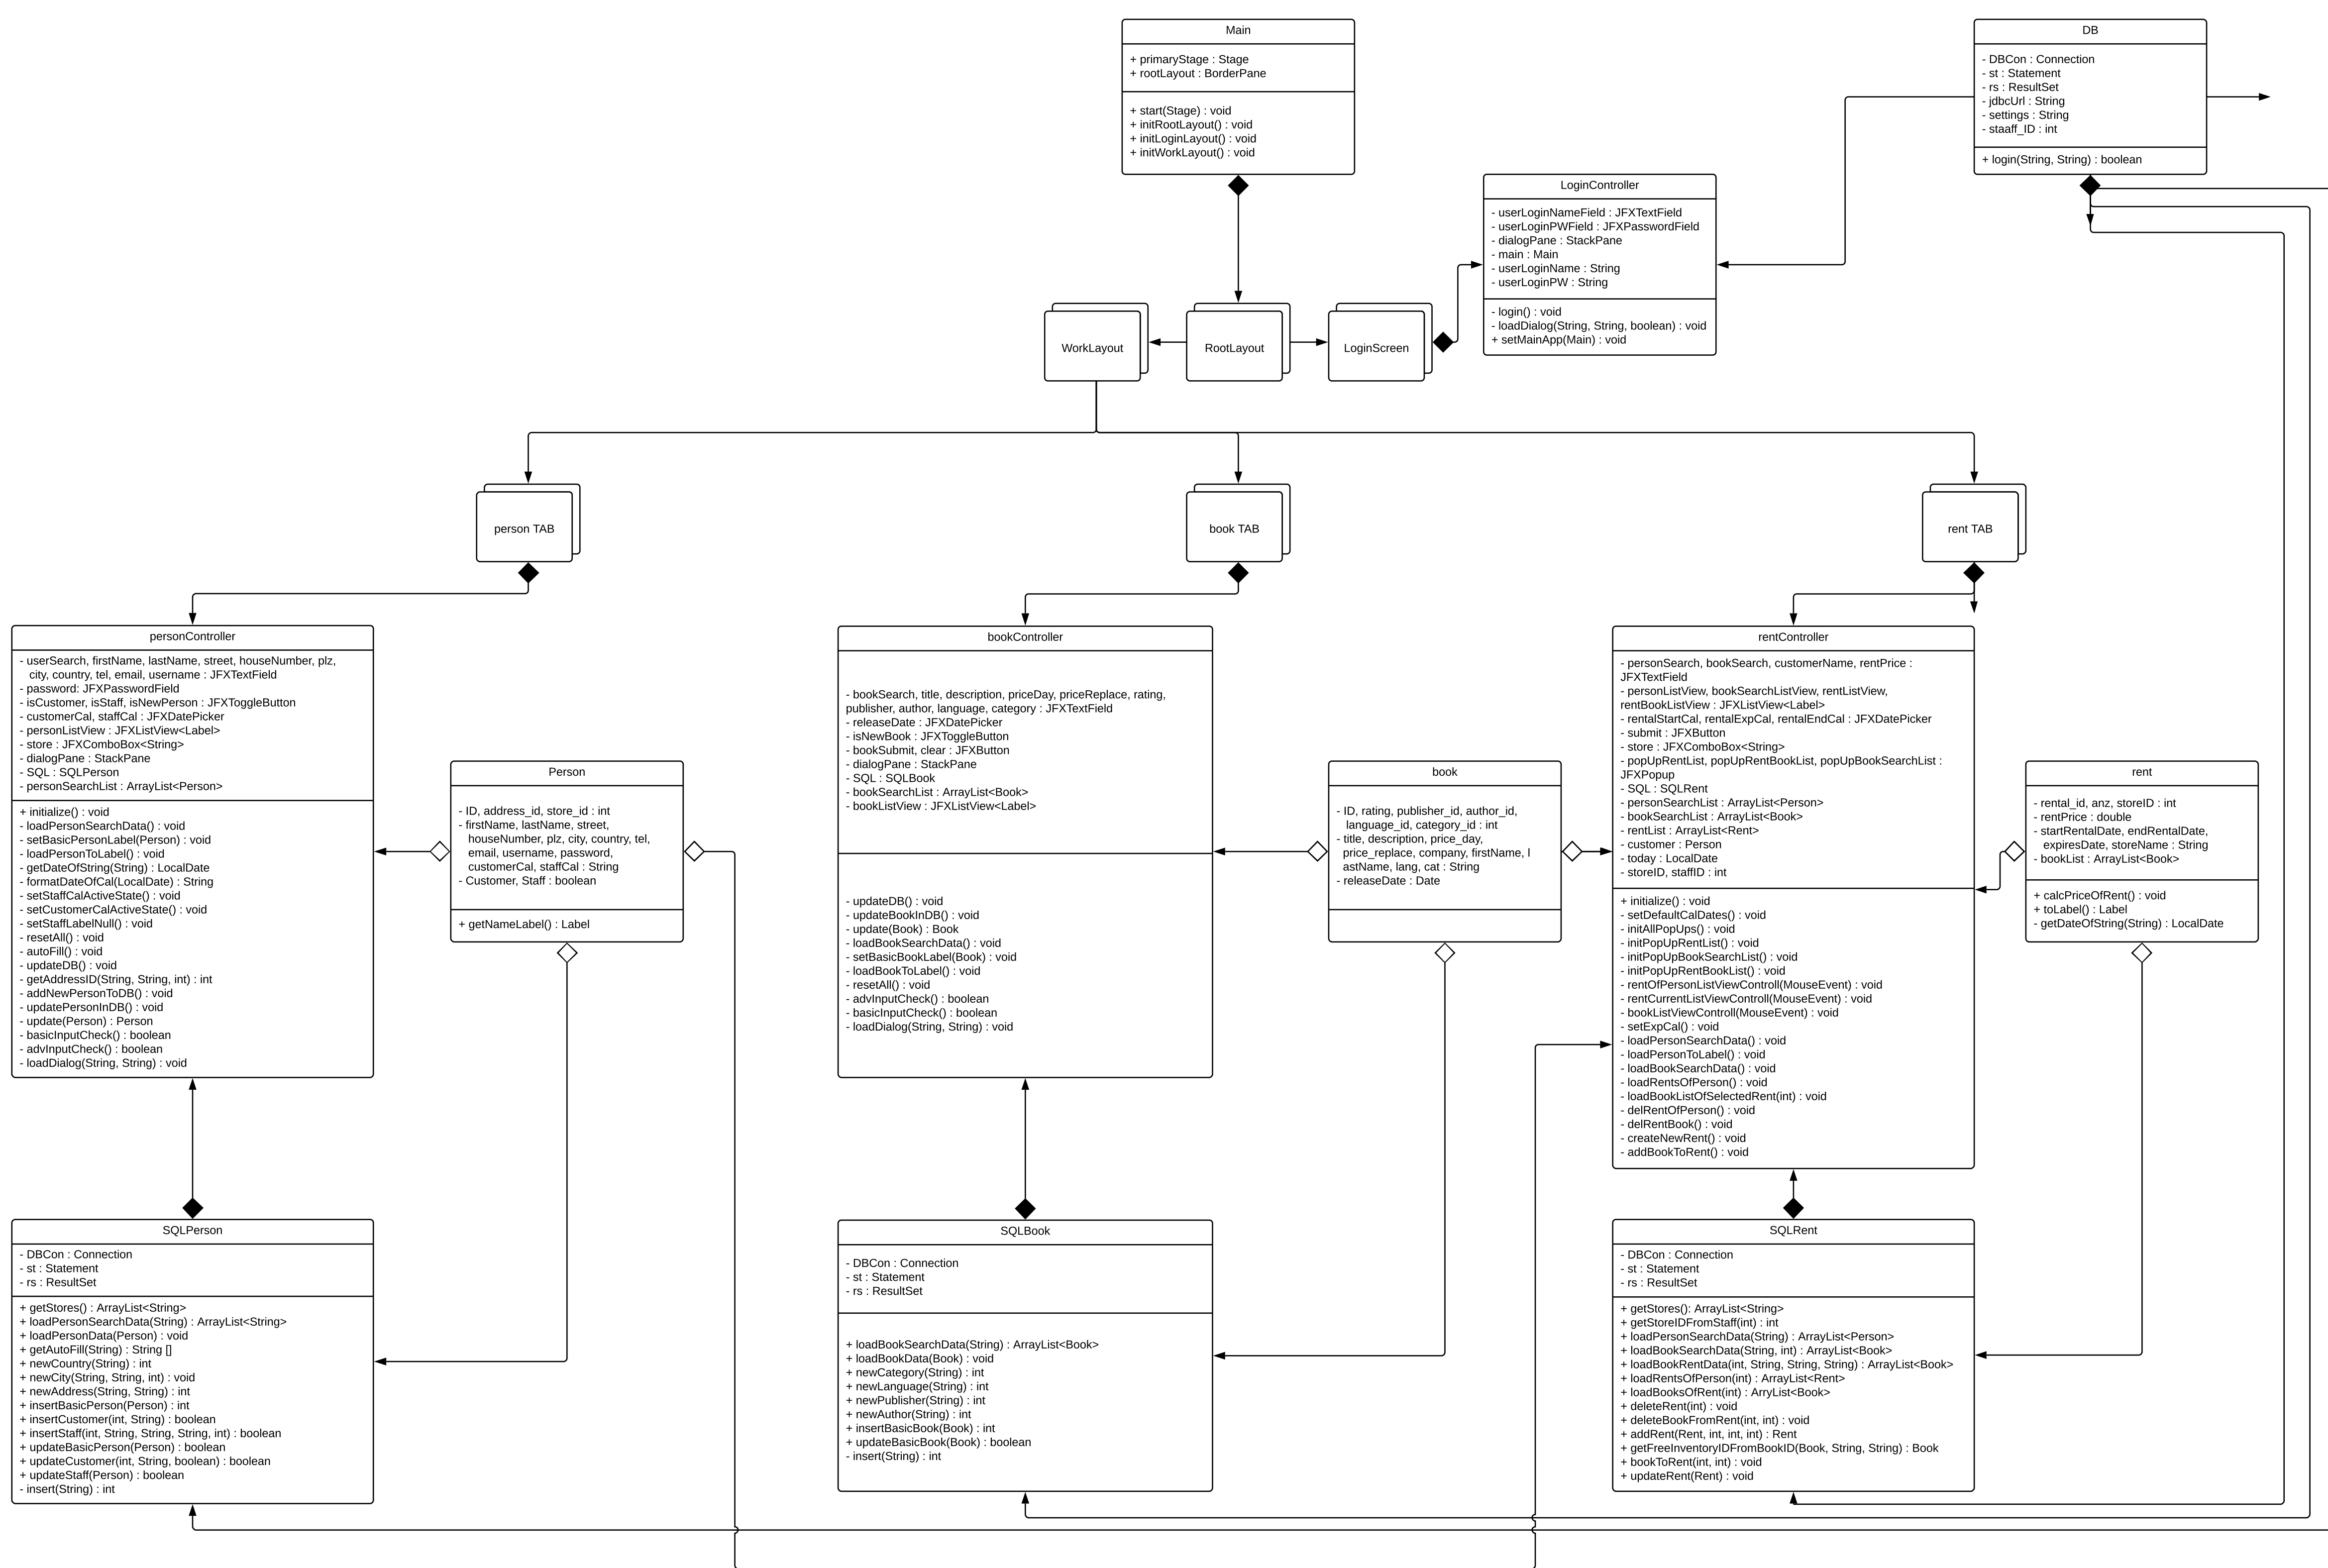 Main
+ primaryStage : Stage
+ rootLayout : BorderPane
+ start(Stage) : void
+ initRootLayout() : void
+ initLoginLayout() : void
+ initWorkLayout() : void
DB
- DBCon : Connection
- st : Statement
- rs : ResultSet
- jdbcUrl : String
- settings : String
- staaff_ID : int
+ login(String, String) : boolean
LoginController
- userLoginNameField : JFXTextField
- userLoginPWField : JFXPasswordField
- dialogPane : StackPane
- main : Main
- userLoginName : String
- userLoginPW : String
- login() : void
- loadDialog(String, String, boolean) : void
+ setMainApp(Main) : void
WorkLayout
RootLayout
LoginScreen
person TAB
book TAB
rent TAB
personController
- userSearch, firstName, lastName, street, houseNumber, plz,
city, country, tel, email, username : JFXTextField
- password: JFXPasswordField
- isCustomer, isStaff, isNewPerson : JFXToggleButton
- customerCal, staffCal : JFXDatePicker
- personListView : JFXListView<Label>
- store : JFXComboBox<String>
- dialogPane : StackPane
- SQL : SQLPerson
- personSearchList : ArrayList<Person>
+ initialize() : void
- loadPersonSearchData() : void
- setBasicPersonLabel(Person) : void
- loadPersonToLabel() : void
- getDateOfString(String) : LocalDate
- formatDateOfCal(LocalDate) : String
- setStaffCalActiveState() : void
- setCustomerCalActiveState() : void
- setStaffLabelNull() : void
- resetAll() : void
- autoFill() : void
- updateDB() : void
- getAddressID(String, String, int) : int
- addNewPersonToDB() : void
- updatePersonInDB() : void
- update(Person) : Person
- basicInputCheck() : boolean
- advInputCheck() : boolean
- loadDialog(String, String) : void
Person
- ID, address_id, store_id : int
- firstName, lastName, street,
houseNumber, plz, city, country, tel,
email, username, password,
customerCal, staffCal : String
- Customer, Staff : boolean
+ getNameLabel() : Label
bookController
- bookSearch, title, description, priceDay, priceReplace, rating,
publisher, author, language, category : JFXTextField
- releaseDate : JFXDatePicker
- isNewBook : JFXToggleButton
- bookSubmit, clear : JFXButton
- dialogPane : StackPane
- SQL : SQLBook
- bookSearchList : ArrayList<Book>
- bookListView : JFXListView<Label>
- updateDB() : void
- updateBookInDB() : void
- update(Book) : Book
- loadBookSearchData() : void
- setBasicBookLabel(Book) : void
- loadBookToLabel() : void
- resetAll() : void
- advInputCheck() : boolean
- basicInputCheck() : boolean
- loadDialog(String, String) : void
book
- ID, rating, publisher_id, author_id,
language_id, category_id : int
- title, description, price_day,
price_replace, company, firstName, l
astName, lang, cat : String
- releaseDate : Date
rentController
- personSearch, bookSearch, customerName, rentPrice :
JFXTextField
- personListView, bookSearchListView, rentListView,
rentBookListView : JFXListView<Label>
- rentalStartCal, rentalExpCal, rentalEndCal : JFXDatePicker
- submit : JFXButton
- store : JFXComboBox<String>
- popUpRentList, popUpRentBookList, popUpBookSearchList :
JFXPopup
- SQL : SQLRent
- personSearchList : ArrayList<Person>
- bookSearchList : ArrayList<Book>
- rentList : ArrayList<Rent>
- customer : Person
- today : LocalDate
- storeID, staffID : int
+ initialize() : void
- setDefaultCalDates() : void
- initAllPopUps() : void
- initPopUpRentList() : void
- initPopUpBookSearchList() : void
- initPopUpRentBookList() : void
- rentOfPersonListViewControll(MouseEvent) : void
- rentCurrentListViewControll(MouseEvent) : void
- bookListViewControll(MouseEvent) : void
- setExpCal() : void
- loadPersonSearchData() : void
- loadPersonToLabel() : void
- loadBookSearchData() : void
- loadRentsOfPerson() : void
- loadBookListOfSelectedRent(int) : void
- delRentOfPerson() : void
- delRentBook() : void
- createNewRent() : void
- addBookToRent() : void
rent
- rental_id, anz, storeID : int
- rentPrice : double
- startRentalDate, endRentalDate,
expiresDate, storeName : String
- bookList : ArrayList<Book>
+ calcPriceOfRent() : void
+ toLabel() : Label
- getDateOfString(String) : LocalDate
SQLPerson
- DBCon : Connection
- st : Statement
- rs : ResultSet
+ getStores() : ArrayList<String>
+ loadPersonSearchData(String) : ArrayList<String>
+ loadPersonData(Person) : void
+ getAutoFill(String) : String []
+ newCountry(String) : int
+ newCity(String, String, int) : void
+ newAddress(String, String) : int
+ insertBasicPerson(Person) : int
+ insertCustomer(int, String) : boolean
+ insertStaff(int, String, String, String, int) : boolean
+ updateBasicPerson(Person) : boolean
+ updateCustomer(int, String, boolean) : boolean
+ updateStaff(Person) : boolean
- insert(String) : int
SQLBook
- DBCon : Connection
- st : Statement
- rs : ResultSet
+ loadBookSearchData(String) : ArrayList<Book>
+ loadBookData(Book) : void
+ newCategory(String) : int
+ newLanguage(String) : int
+ newPublisher(String) : int
+ newAuthor(String) : int
+ insertBasicBook(Book) : int
+ updateBasicBook(Book) : boolean
- insert(String) : int
SQLRent
- DBCon : Connection
- st : Statement
- rs : ResultSet
+ getStores(): ArrayList<String>
+ getStoreIDFromStaff(int) : int
+ loadPersonSearchData(String) : ArrayList<Person>
+ loadBookSearchData(String, int) : ArrayList<Book>
+ loadBookRentData(int, String, String, String) : ArrayList<Book>
+ loadRentsOfPerson(int) : ArrayList<Rent>
+ loadBooksOfRent(int) : ArryList<Book>
+ deleteRent(int) : void
+ deleteBookFromRent(int, int) : void
+ addRent(Rent, int, int, int) : Rent
+ getFreeInventoryIDFromBookID(Book, String, String) : Book
+ bookToRent(int, int) : void
+ updateRent(Rent) : void